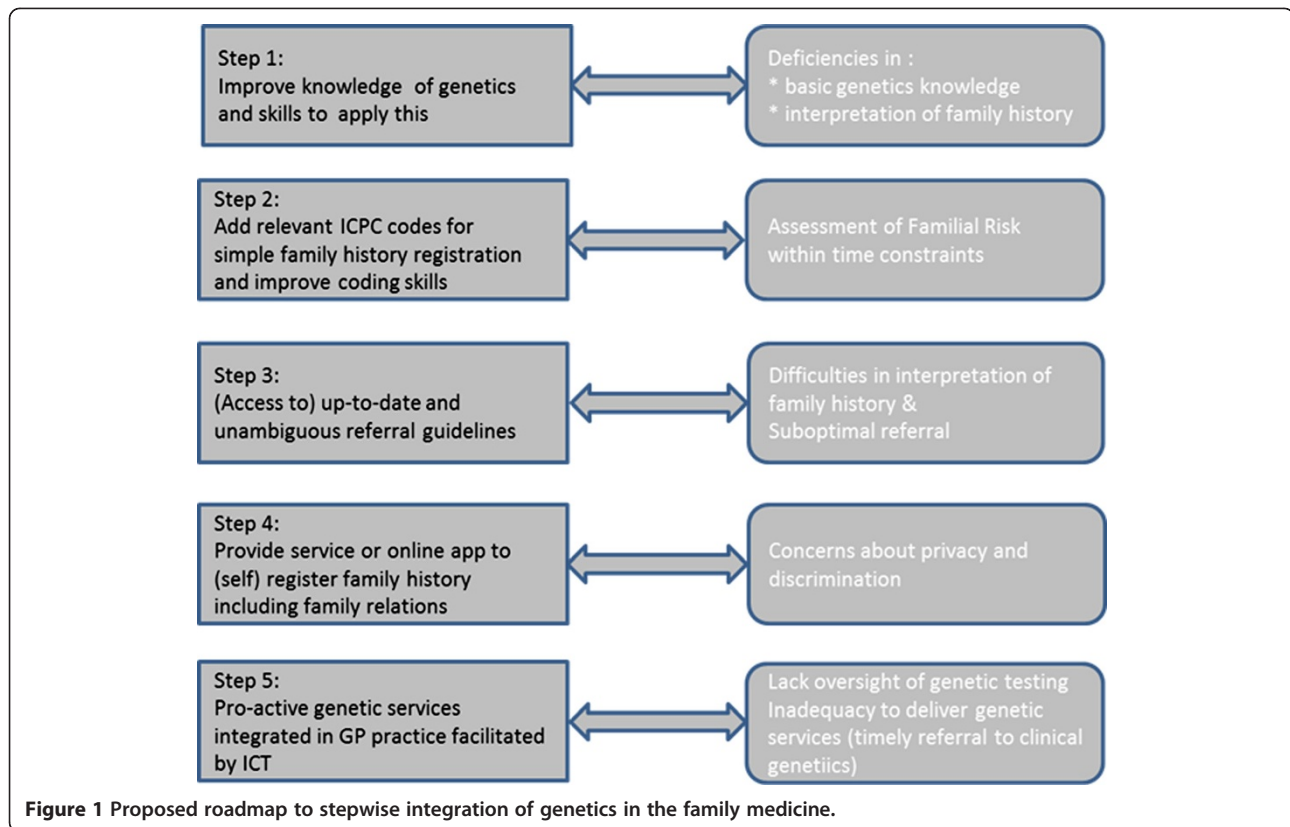 Step 1:
Improve knowledge of genetics
and skills to apply this
Deficiencies in :
* basic genetics knowledge
* interpretation of family history
Step 2:
Add relevant ICPC codes for
simple family history registration
and improve coding skills
Assessment of Familial Risk
within time constraints
Step 3:
(Access to) up-to-date and
unambiguous referral guidelines
Difficulties in interpretation of
family history &
Suboptimal referral
Step 4:
Provide service or online app to
(self) register family history
including family relations
Concerns about privacy and
discrimination
Step 5:
Pro-active genetic services
integrated in GP practice facilitated
by ICT
Lack oversight of genetic testing
Inadequacy to deliver genetic
services (timely referral to clinical
genetiics)
Figure 1 Proposed roadmap to stepwise integration of genetics in the family medicine.